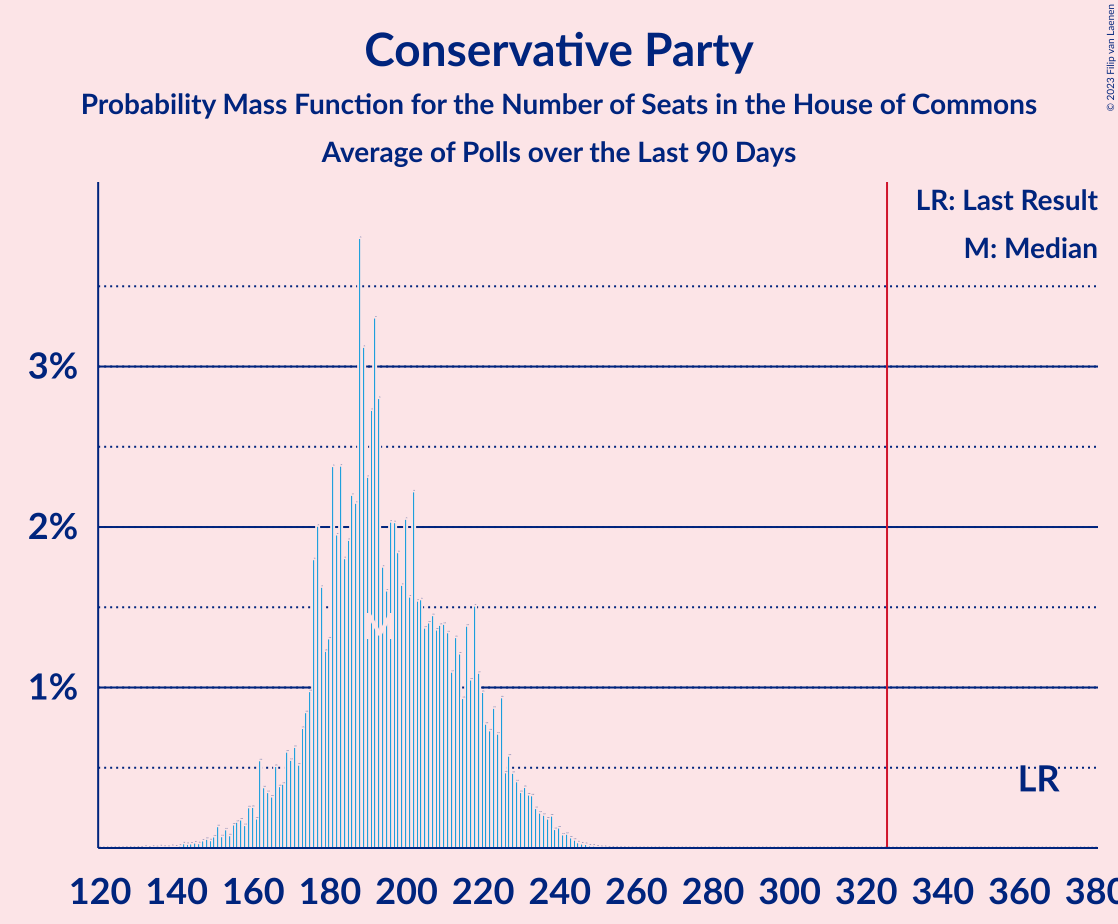 © 2023 Filip van Laenen
Conservative Party
Probability Mass Function for the Number of Seats in the House of Commons
Average of Polls over the Last 90 Days
LR: Last Result
M: Median
3%
2%
1%
M
LR
120 140 160 180 200 220 240 260 280 300 320 340 360 380